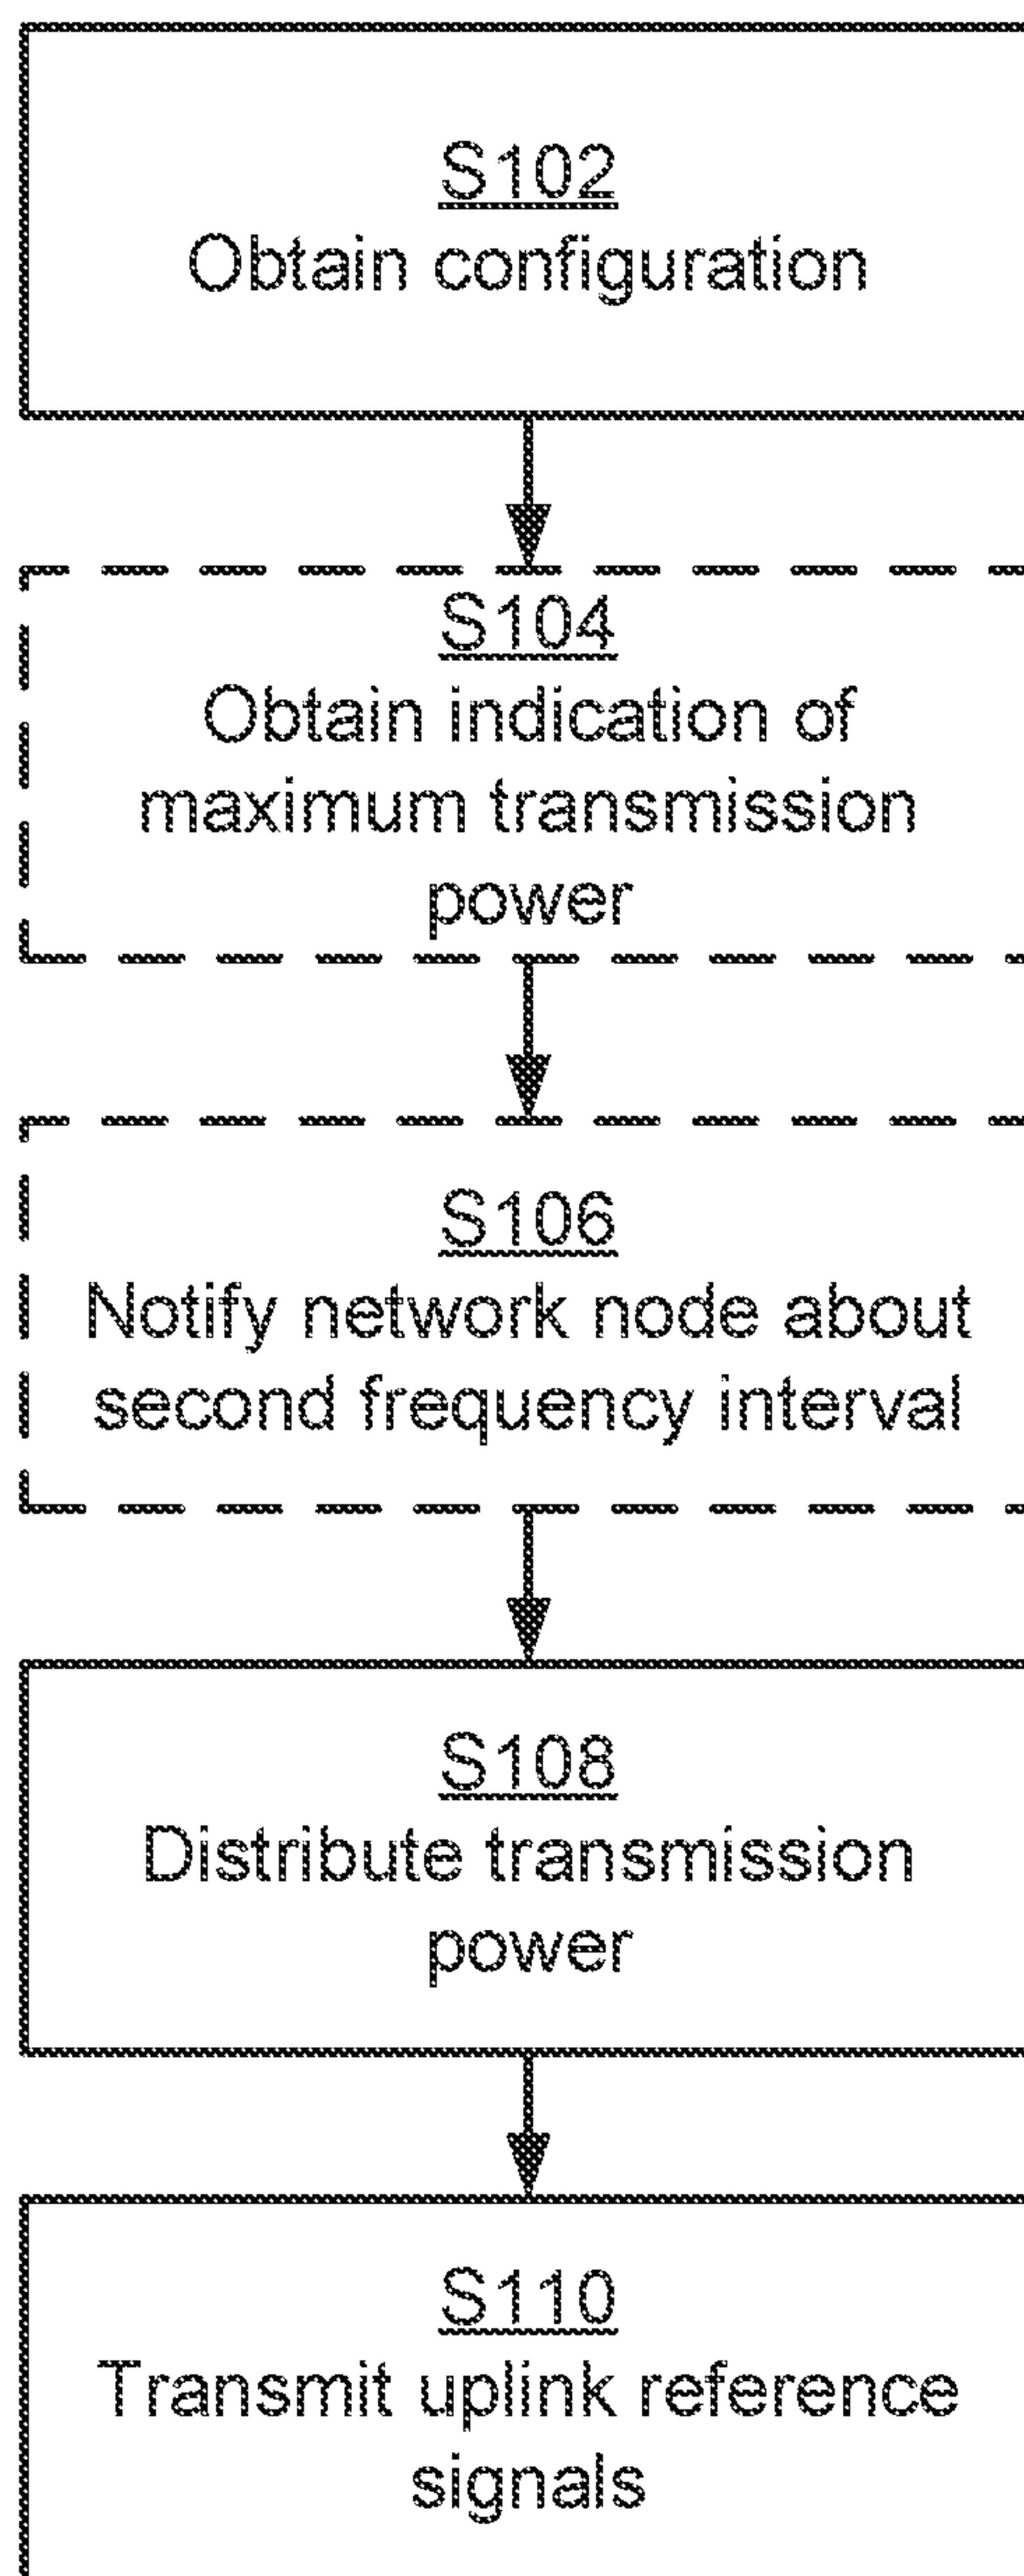 S102
Obtain configuration
S104
Obtain indication of
maximum transmission
power
S106
Notify network node about
second frequency interval
S108
Distribute transmission
power
S110
Transmit uplink reference
signals